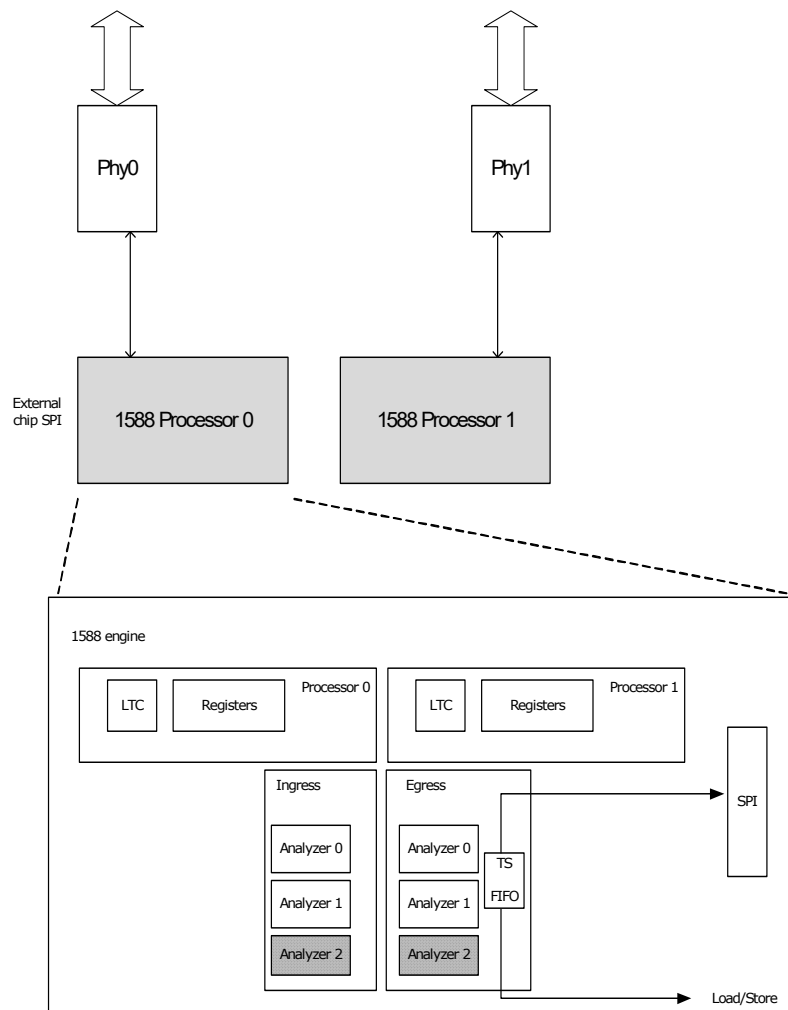 Phy0
Phy1
External
chip SPI
1588 Processor 0
1588 Processor 1
1588 engine
Processor 0
LTC
Registers
Processor 1
LTC
Registers
Ingress
Analyzer 0
Analyzer 1
Analyzer 2
Egress
Analyzer 0
Analyzer 1
Analyzer 2
TS
FIFO
SPI
Load/Store